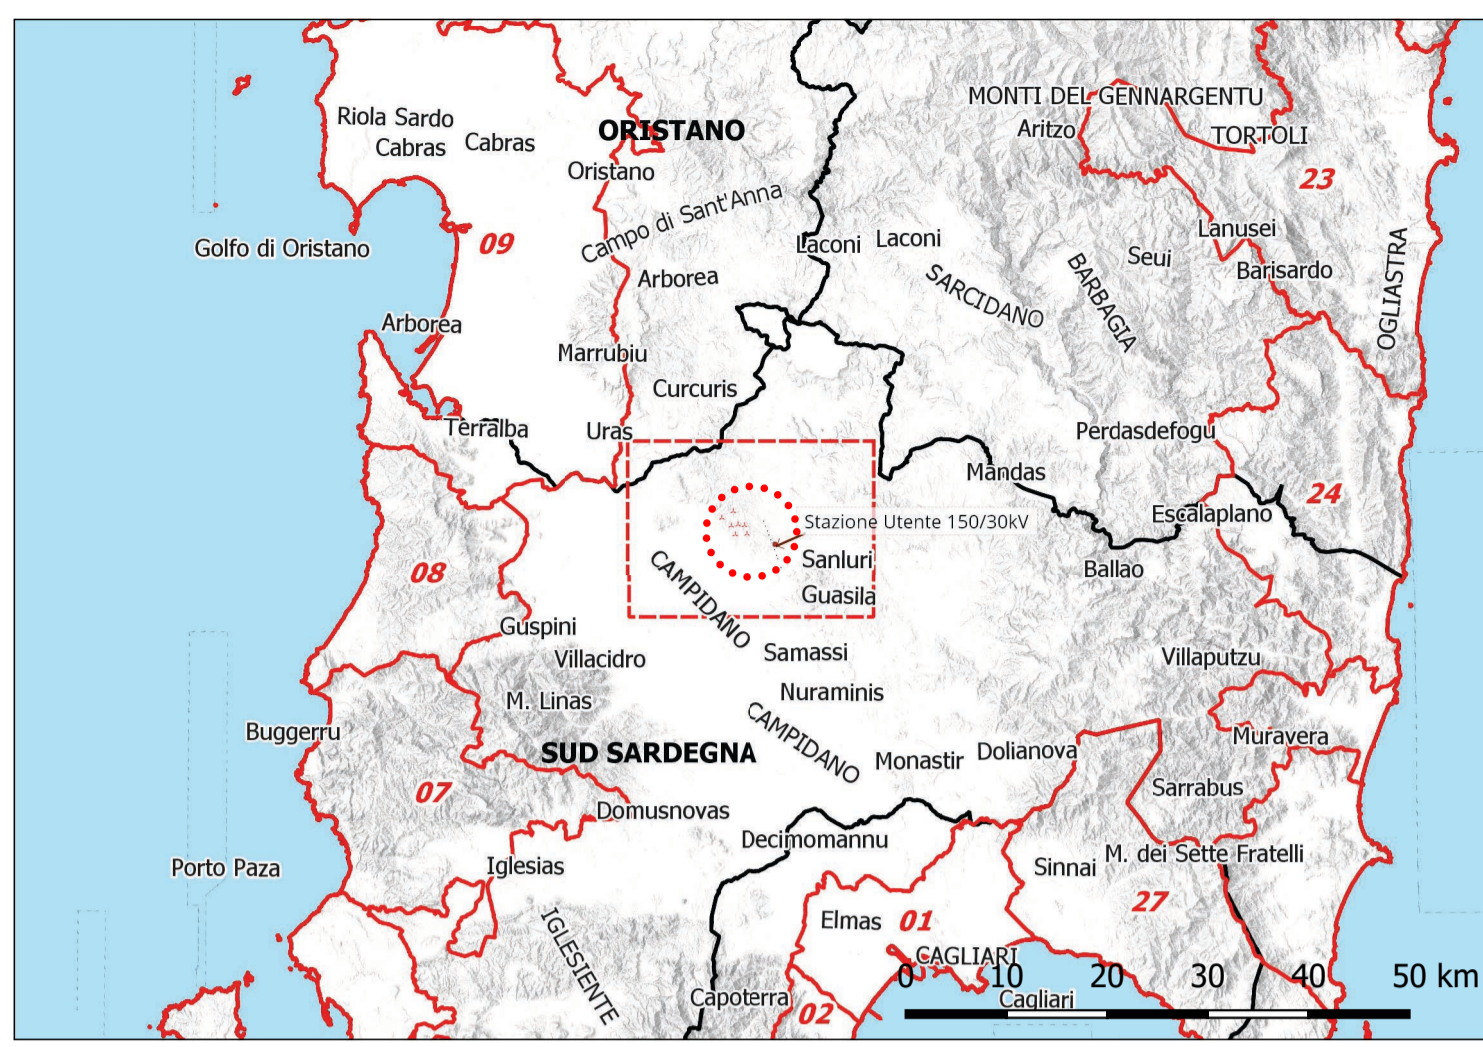 MONTI DEL GENNARGENTU
Riola Sardo
ORISTANO
Aritzo
TORTOLI
Cabras
Cabras
Oristano
23
Campo di Sant'Anna
Lanusei
Golfo di Oristano
09
Laconi
Laconi
Seui
Barisardo
Arborea
SARCIDANO
BARBAGIA
OGLIASTRA
Arborea
Marrubiu
Curcuris
Terralba
Uras
Perdasdefogu
Mandas
24
Escalaplano
Stazione Utente 150/30kV
Sanluri
08
Ballao
CAMPIDANO
Guasila
Guspini
Villacidro
Samassi
Villaputzu
M. Linas
Nuraminis
Buggerru
CAMPIDANO
Muravera
SUD SARDEGNA
Monastir
Dolianova
07
Sarrabus
Domusnovas
Decimomannu
M. dei Sette Fratelli
Porto Paza
Iglesias
Sinnai
27
Elmas
01
IGLESIENTE
CAGLIARI
0 10 20 30 40 50 km
Capoterra
Cagliari
02